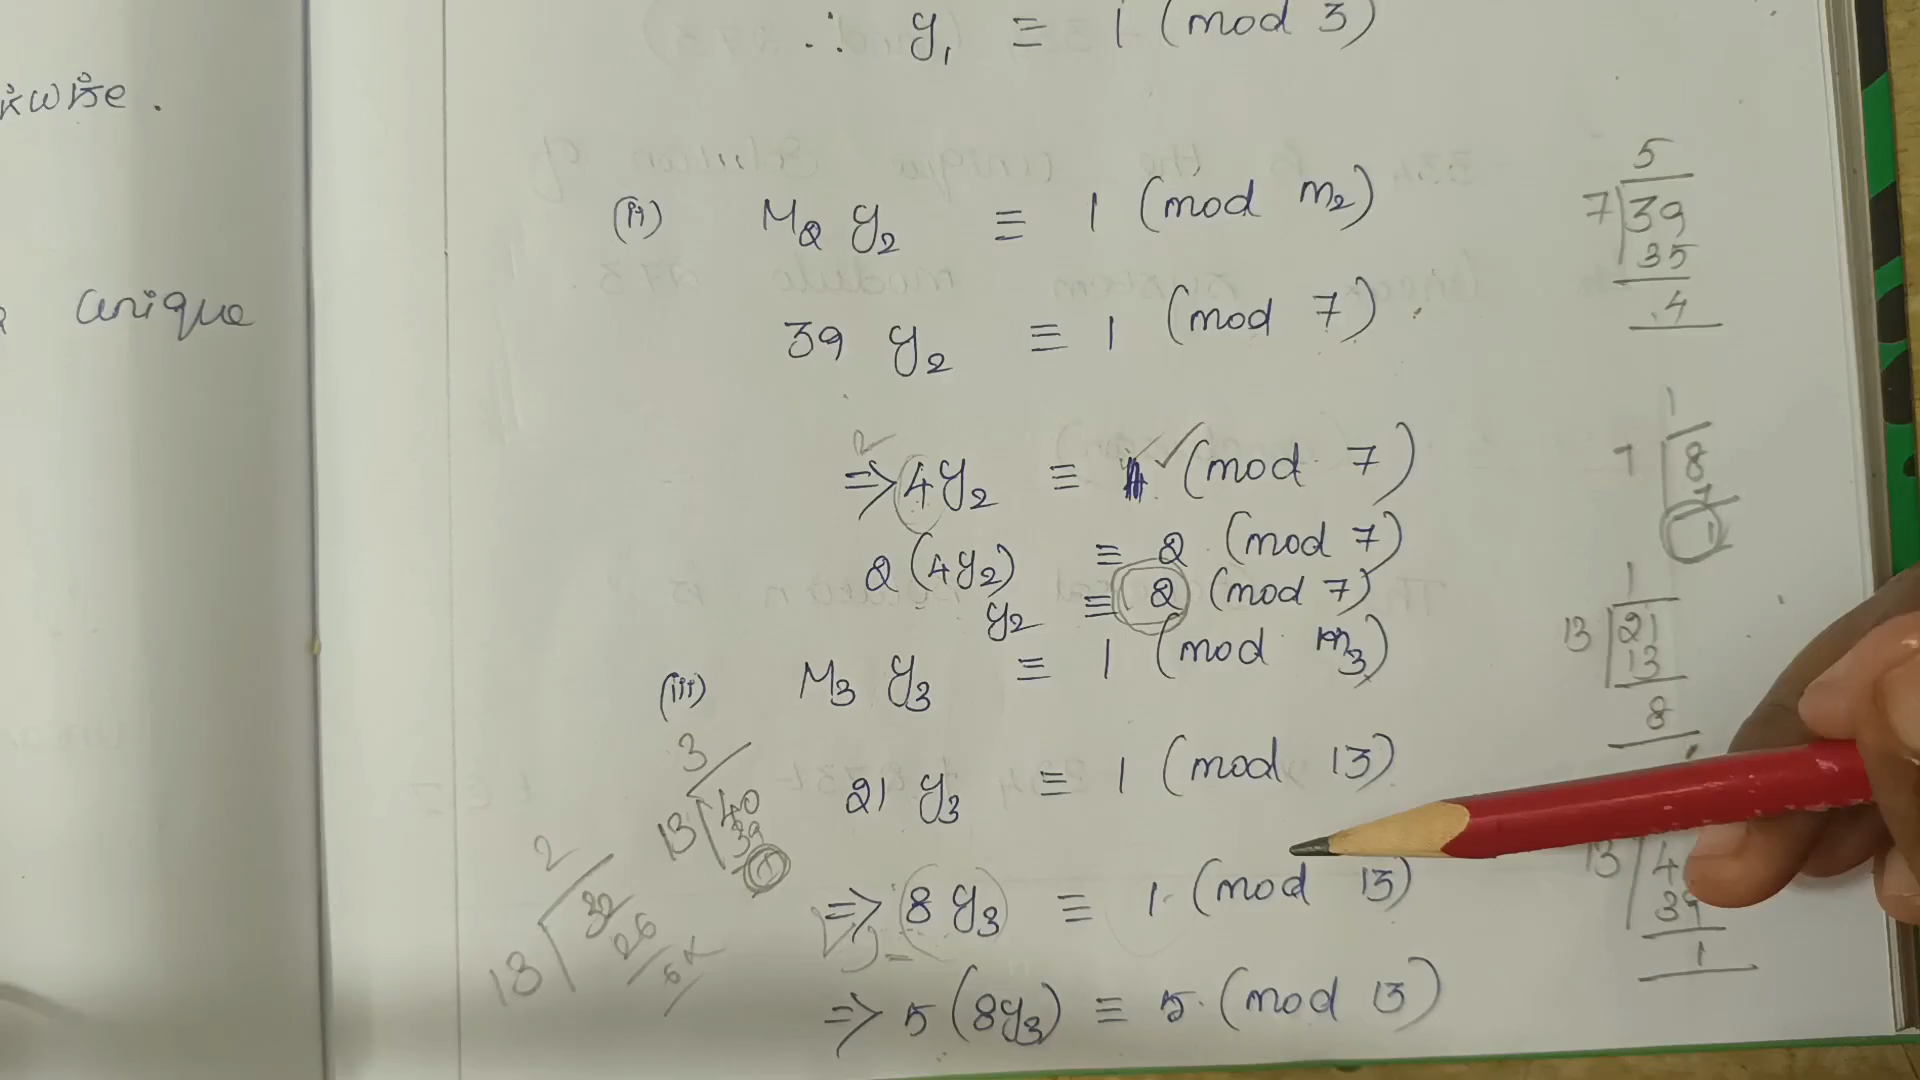 ∴ y₁ ≡ 1 (mod 3)
kwise.
unique
(ii) M₂ y₂ ≡ 1 (mod m₂)
39 y₂ ≡ 1 (mod 7)
⇒ 4y₂ ≡ 1 (mod 7)
2 (4y₂) ≡ 2 (mod 7)
y₂ ≡ 2 (mod 7)
(iii) M₃ y₃ ≡ 1 (mod m₃)
21 y₃ ≡ 1 (mod 13)
⇒ 8 y₃ ≡ 1 (mod 13)
⇒ 5 (8y₃) ≡ 5 (mod 13)
5
7 39
35
4
1
7 8
7
1
1
13 21
13
8
13 4
39
1
3
13 40
39
1
2
13 32
26
6